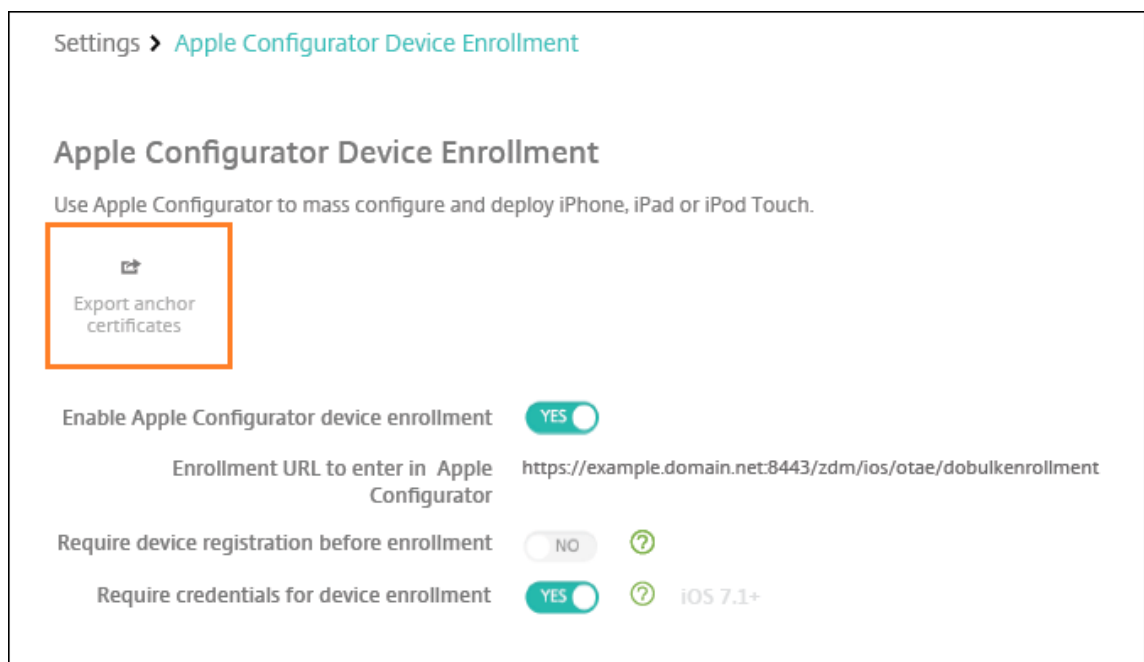 Settings > Apple Configurator Device Enrollment
Apple Configurator Device Enrollment
Use Apple Configurator to mass configure and deploy iPhone, iPad or iPod Touch.
Export anchor
certificates
Enable Apple Configurator device enrollment YES
Enrollment URL to enter in Apple https://example.domain.net:8443/zdm/ios/otae/dobulkenrollment
Configurator
Require device registration before enrollment NO ?
Require credentials for device enrollment YES ? iOS 7.1+